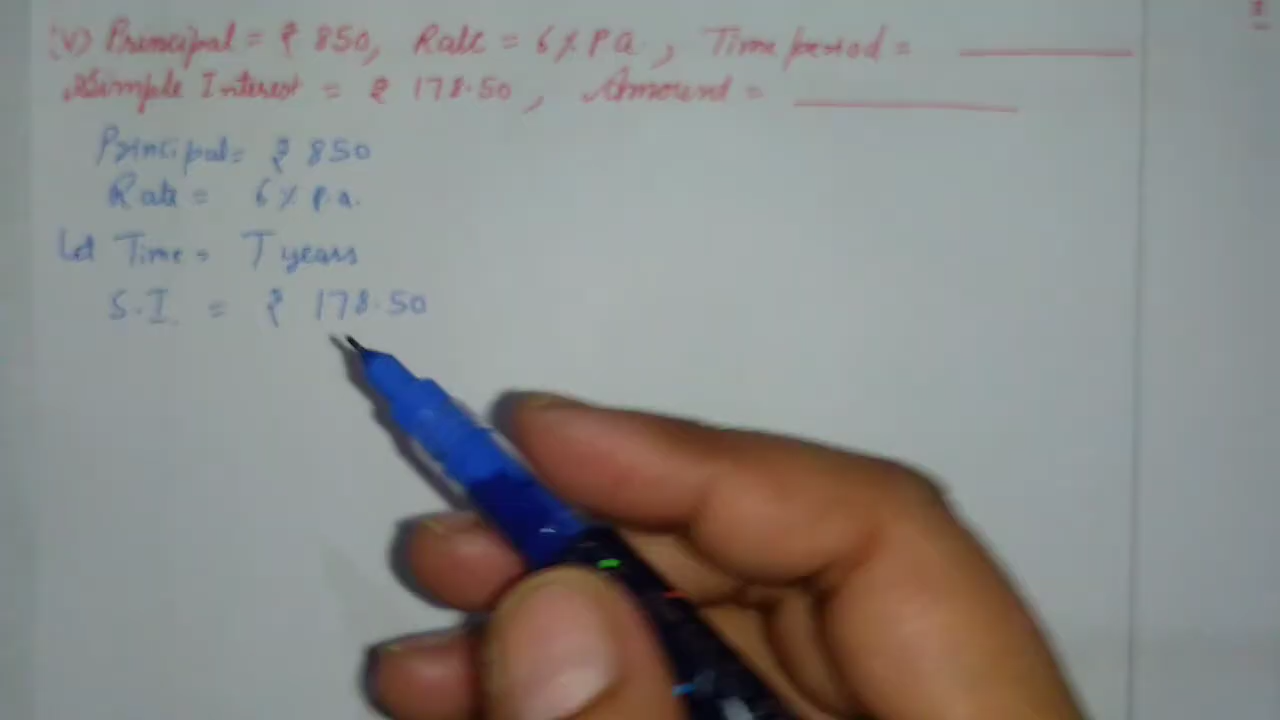 (v) Principal = ₹ 850, Rate = 6% P.a., Time period = ______
Simple Interest = ₹ 178.50, Amount = ______
Principal = ₹ 850
Rate = 6% P.a.
Let Time = T years
S.I. = ₹ 178.50